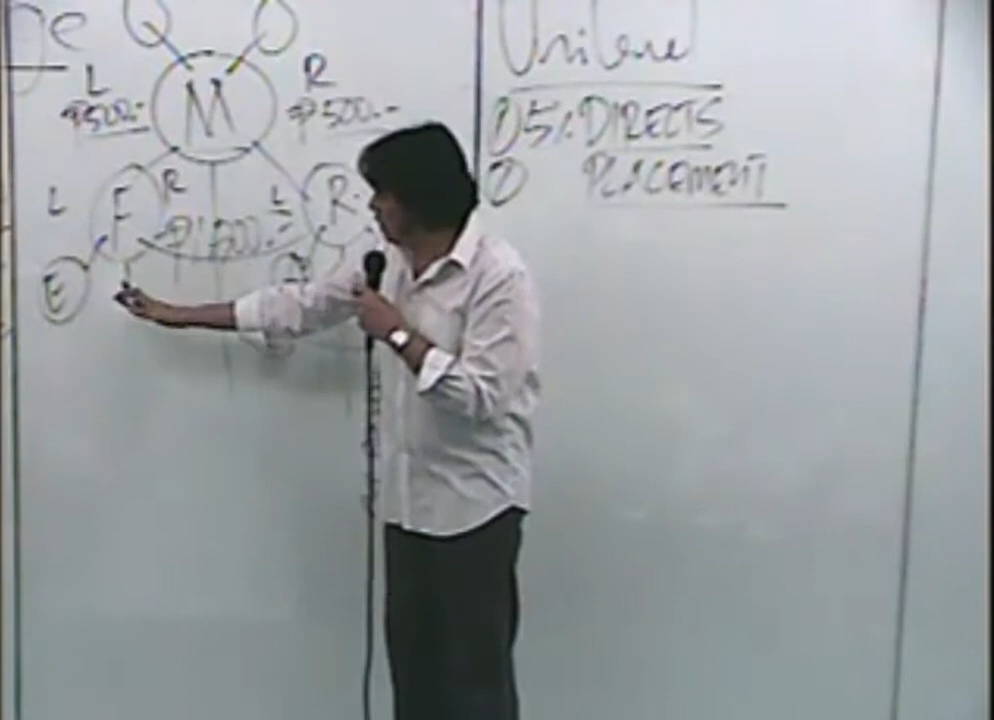 Unilevel
L
₱500.-
M
R
₱500.-
① 5% DIRECTS
② PLACEMENT
L
F
R
₱1,500.-
L
R
E